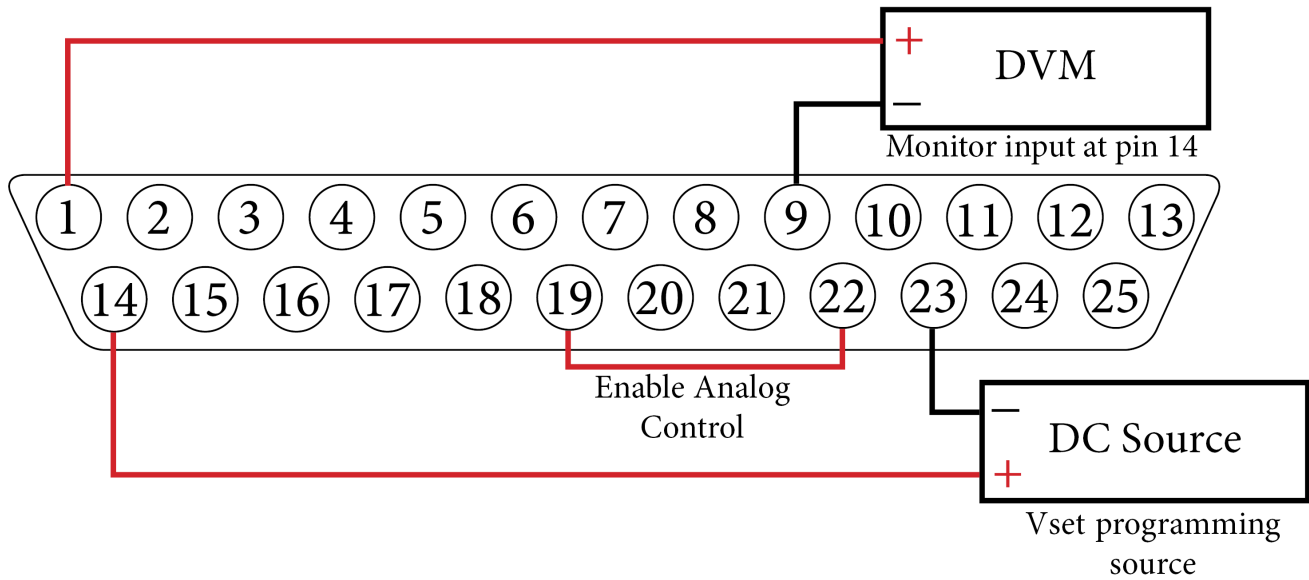 +
DVM
−
Monitor input at pin 14
1 2 3 4 5 6 7 8 9 10 11 12 13
14 15 16 17 18 19 20 21 22 23 24 25
Enable Analog
Control
−
DC Source
+
Vset programming
source